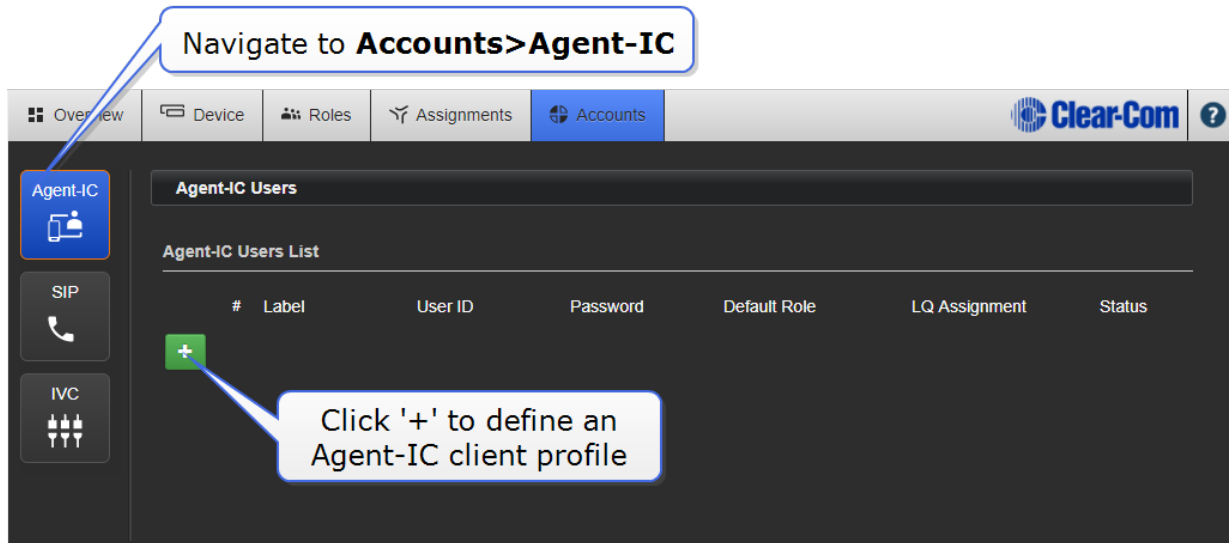 Navigate to Accounts>Agent-IC
Overview Device Roles Assignments Accounts Clear-Com ?
Agent-IC
Agent-IC Users
Agent-IC Users List
SIP
# Label User ID Password Default Role LQ Assignment Status
+
IVC
Click '+' to define an
Agent-IC client profile